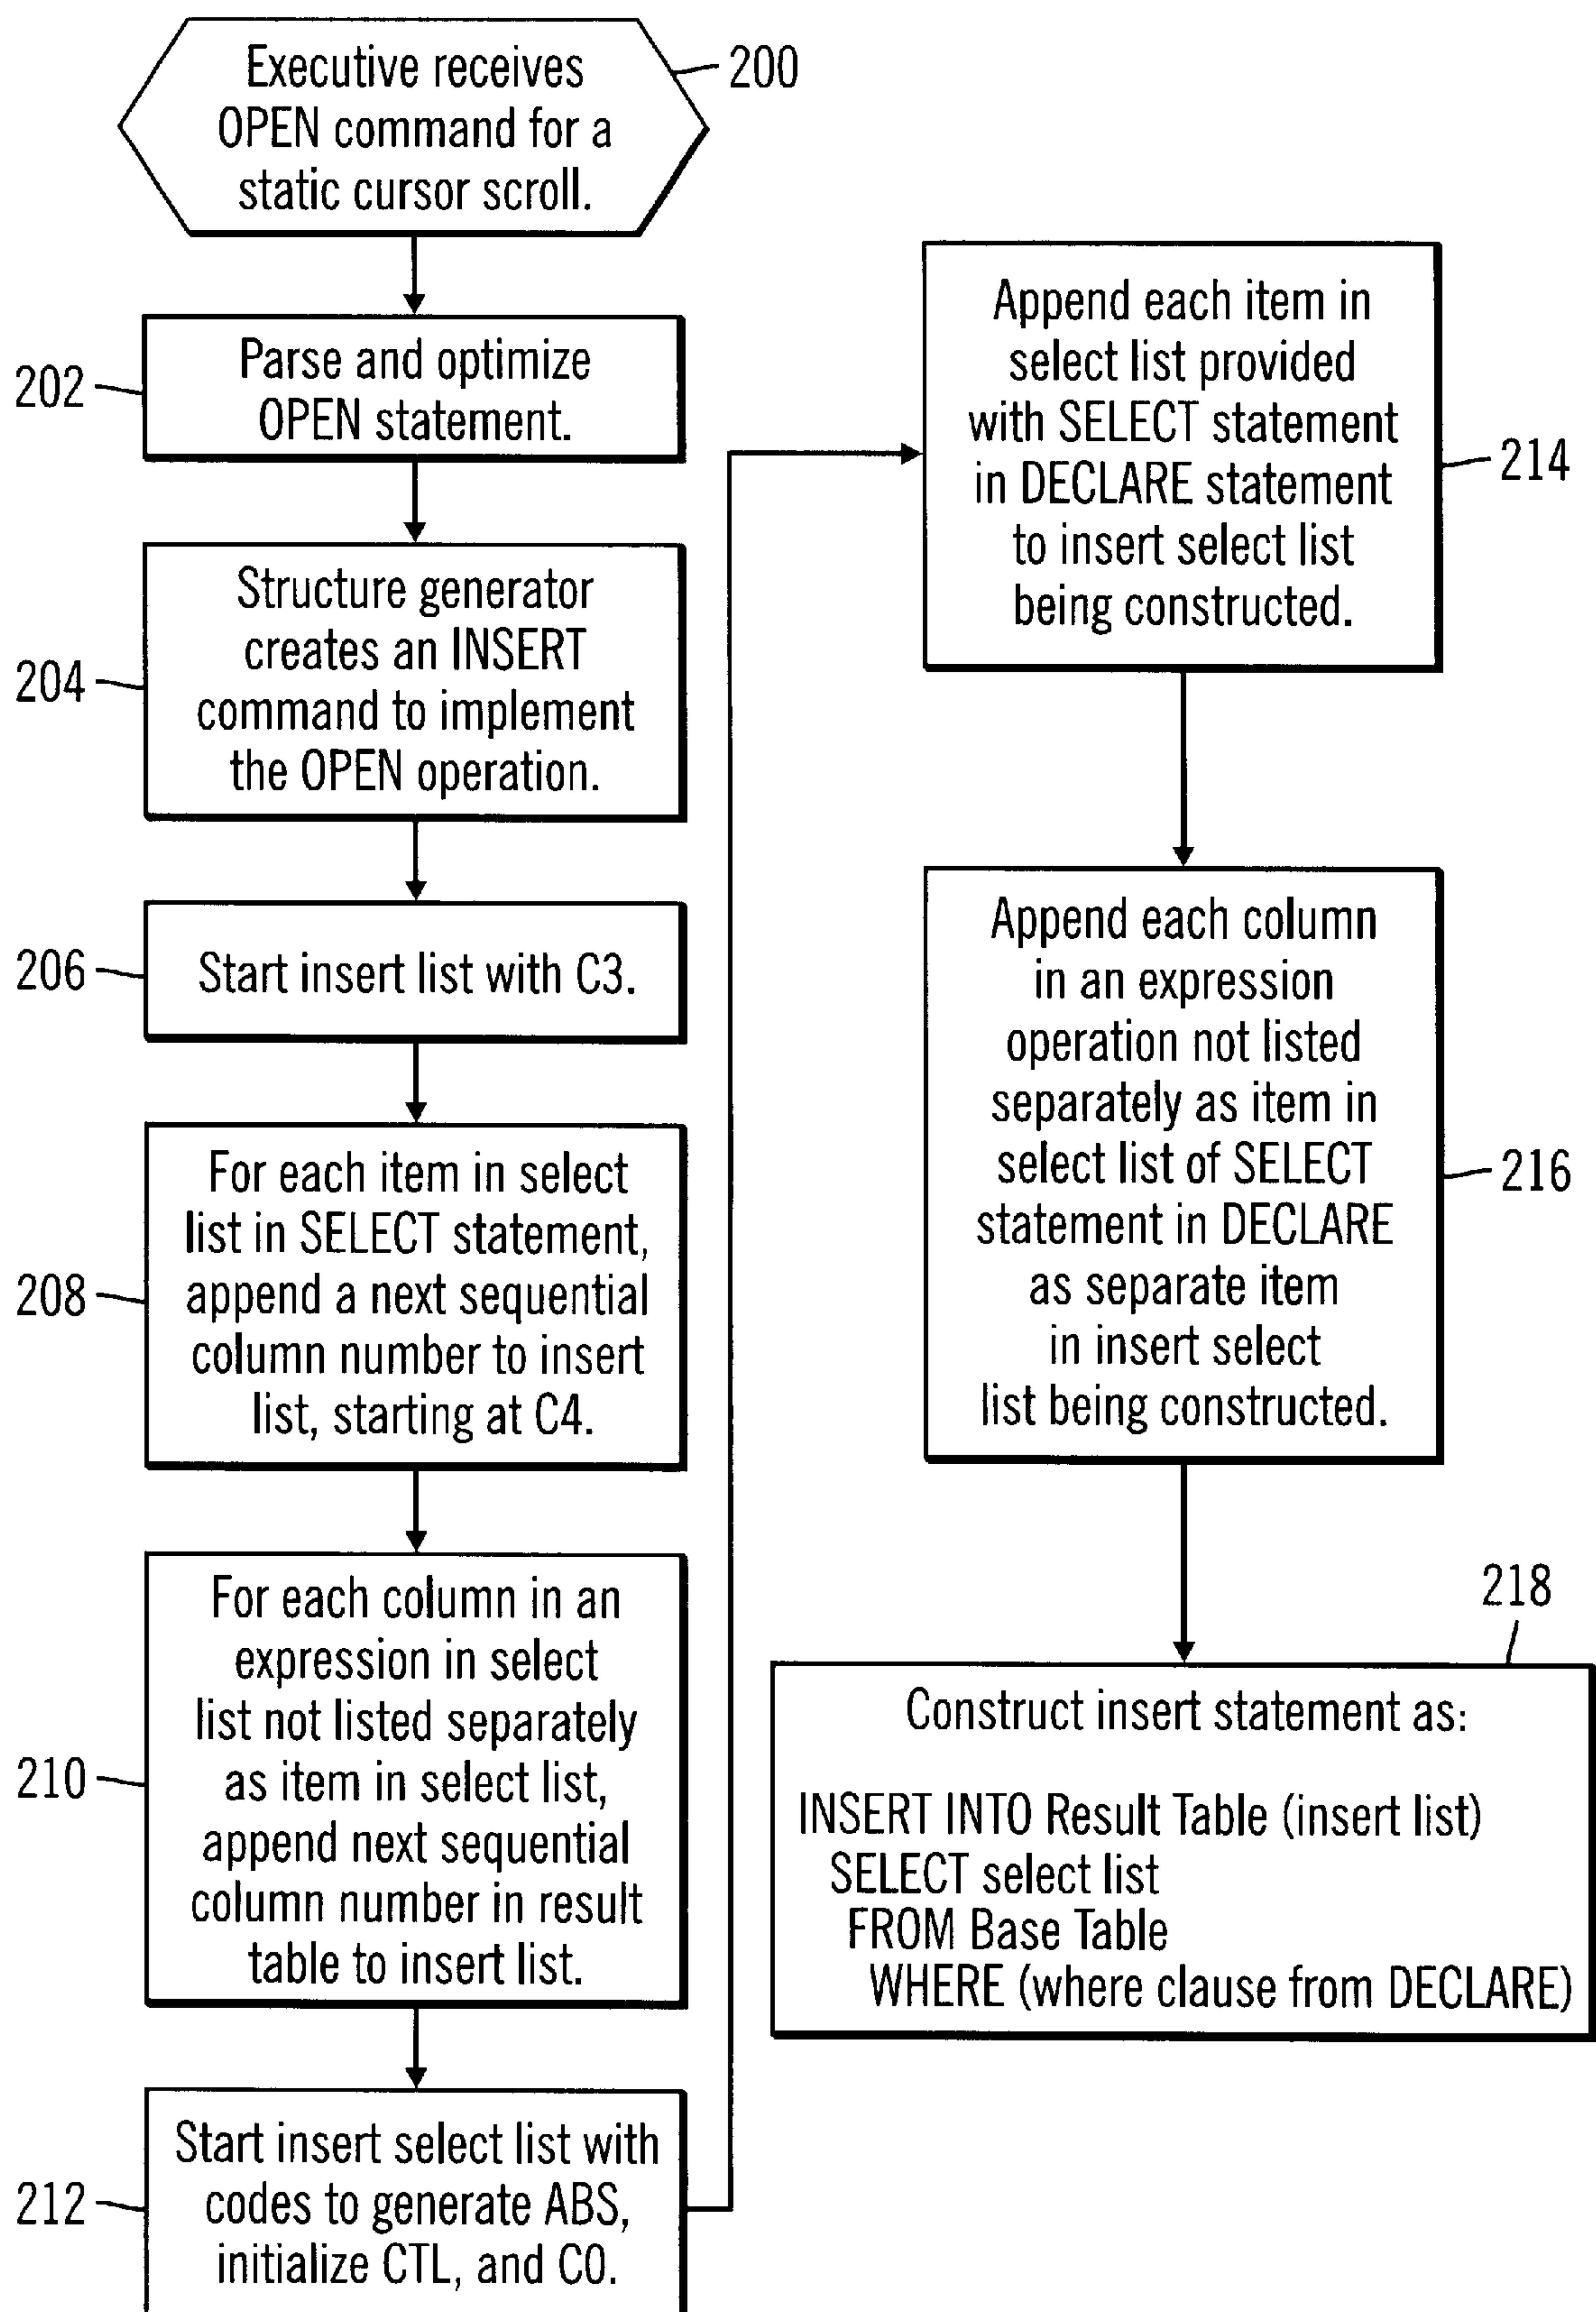 Executive receives
OPEN command for a
static cursor scroll.
200
202
Parse and optimize
OPEN statement.
204
Structure generator
creates an INSERT
command to implement
the OPEN operation.
206
Start insert list with C3.
208
For each item in select
list in SELECT statement,
append a next sequential
column number to insert
list, starting at C4.
210
For each column in an
expression in select
list not listed separately
as item in select list,
append next sequential
column number in result
table to insert list.
212
Start insert select list with
codes to generate ABS,
initialize CTL, and C0.
Append each item in
select list provided
with SELECT statement
in DECLARE statement
to insert select list
being constructed.
214
Append each column
in an expression
operation not listed
separately as item in
select list of SELECT
statement in DECLARE
as separate item
in insert select
list being constructed.
216
218
Construct insert statement as:
INSERT INTO Result Table (insert list)
SELECT select list
FROM Base Table
WHERE (where clause from DECLARE)